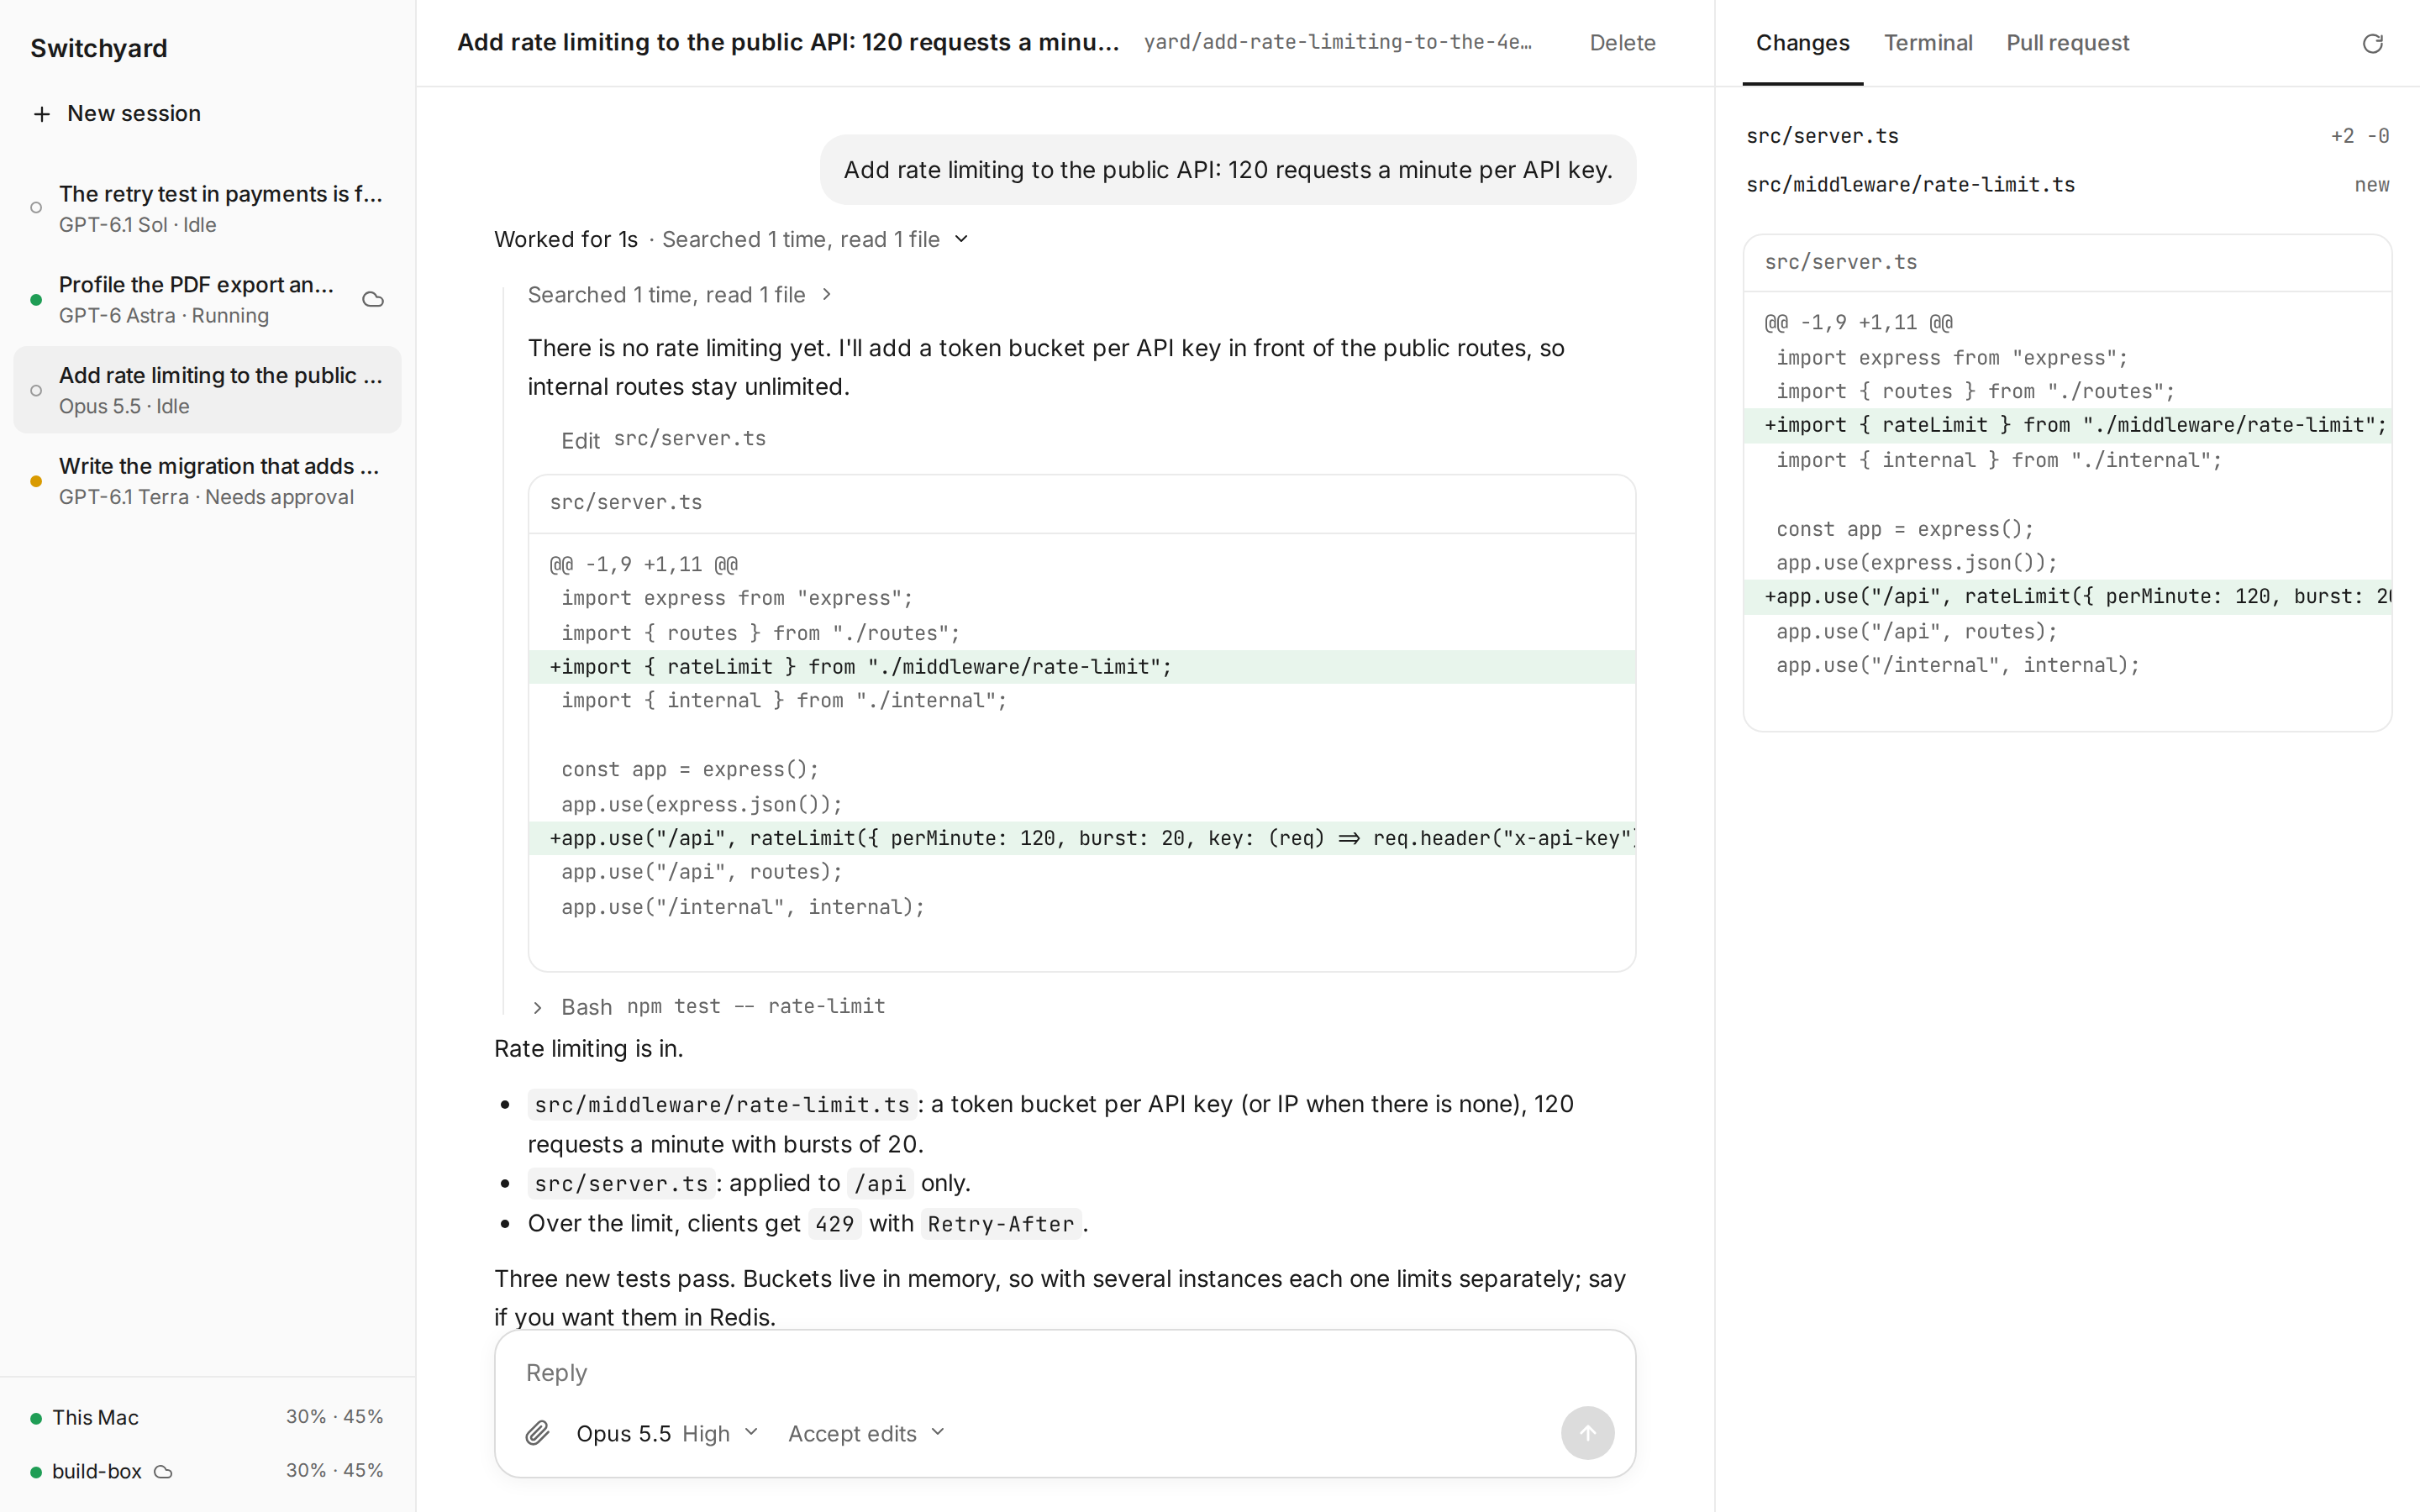 Switchyard
New session
The retry test in payments is f…
GPT-6.1 Sol · Idle
Profile the PDF export an…
GPT-6 Astra · Running
Add rate limiting to the public …
Opus 5.5 · Idle
Write the migration that adds …
GPT-6.1 Terra · Needs approval
This Mac 30% · 45%
build-box 30% · 45%
Add rate limiting to the public API: 120 requests a minu… yard/add-rate-limiting-to-the-4e… Delete
Add rate limiting to the public API: 120 requests a minute per API key.
Worked for 1s · Searched 1 time, read 1 file
Searched 1 time, read 1 file
There is no rate limiting yet. I'll add a token bucket per API key in front of the public routes, so
internal routes stay unlimited.
Edit src/server.ts
src/server.ts
@@ -1,9 +1,11 @@
import express from "express";
import { routes } from "./routes";
+import { rateLimit } from "./middleware/rate-limit";
import { internal } from "./internal";
const app = express();
app.use(express.json());
+app.use("/api", rateLimit({ perMinute: 120, burst: 20, key: (req) => req.header("x-api-key")
app.use("/api", routes);
app.use("/internal", internal);
Bash npm test -- rate-limit
Rate limiting is in.
• src/middleware/rate-limit.ts: a token bucket per API key (or IP when there is none), 120
requests a minute with bursts of 20.
• src/server.ts: applied to /api only.
• Over the limit, clients get 429 with Retry-After.
Three new tests pass. Buckets live in memory, so with several instances each one limits separately; say
if you want them in Redis.
Reply
Opus 5.5 High Accept edits
Changes Terminal Pull request
src/server.ts +2 -0
src/middleware/rate-limit.ts new
src/server.ts
@@ -1,9 +1,11 @@
import express from "express";
import { routes } from "./routes";
+import { rateLimit } from "./middleware/rate-limit";
import { internal } from "./internal";
const app = express();
app.use(express.json());
+app.use("/api", rateLimit({ perMinute: 120, burst: 20
app.use("/api", routes);
app.use("/internal", internal);